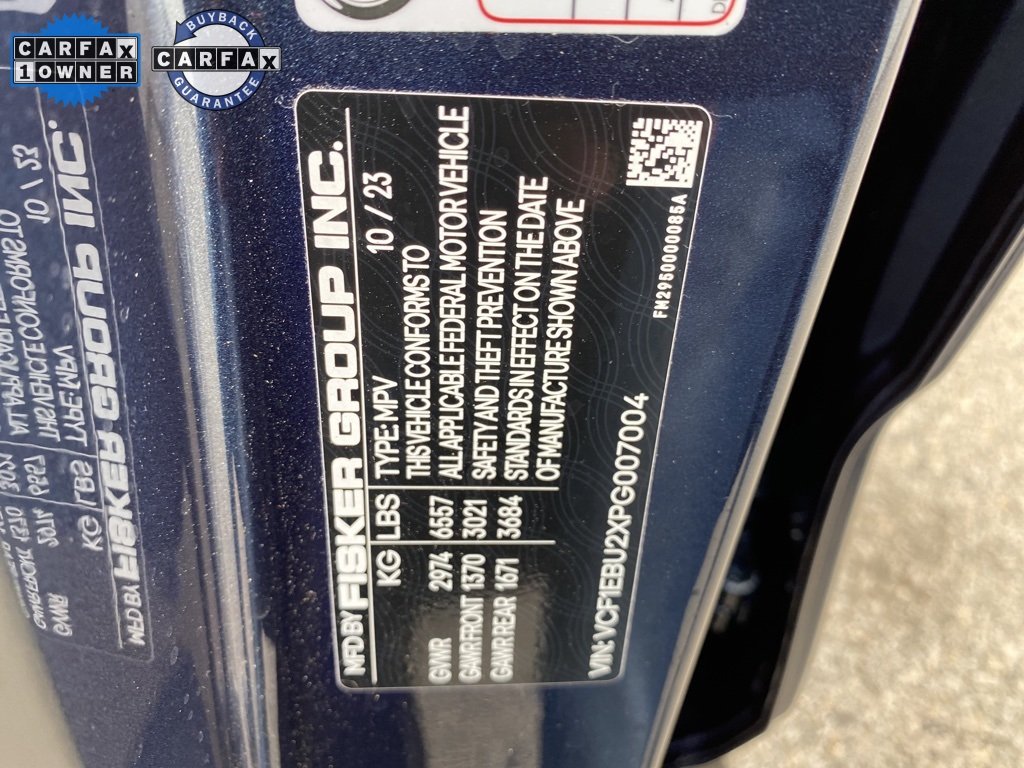 CARFAX
1 OWNER
BUYBACK
CARFAX
GUARANTEE
MFD BY FISKER GROUP INC.
KG LBS TYPE: MPV 10 / 23
THIS VEHICLE CONFORMS TO
GVWR 2974 6557 ALL APPLICABLE FEDERAL MOTOR VEHICLE
GAWR FRONT 1370 3021 SAFETY AND THEFT PREVENTION
GAWR REAR 1671 3684 STANDARDS IN EFFECT ON THE DATE
OF MANUFACTURE SHOWN ABOVE
VIN: VCF1EBU2XPG007004
FM2950000085A